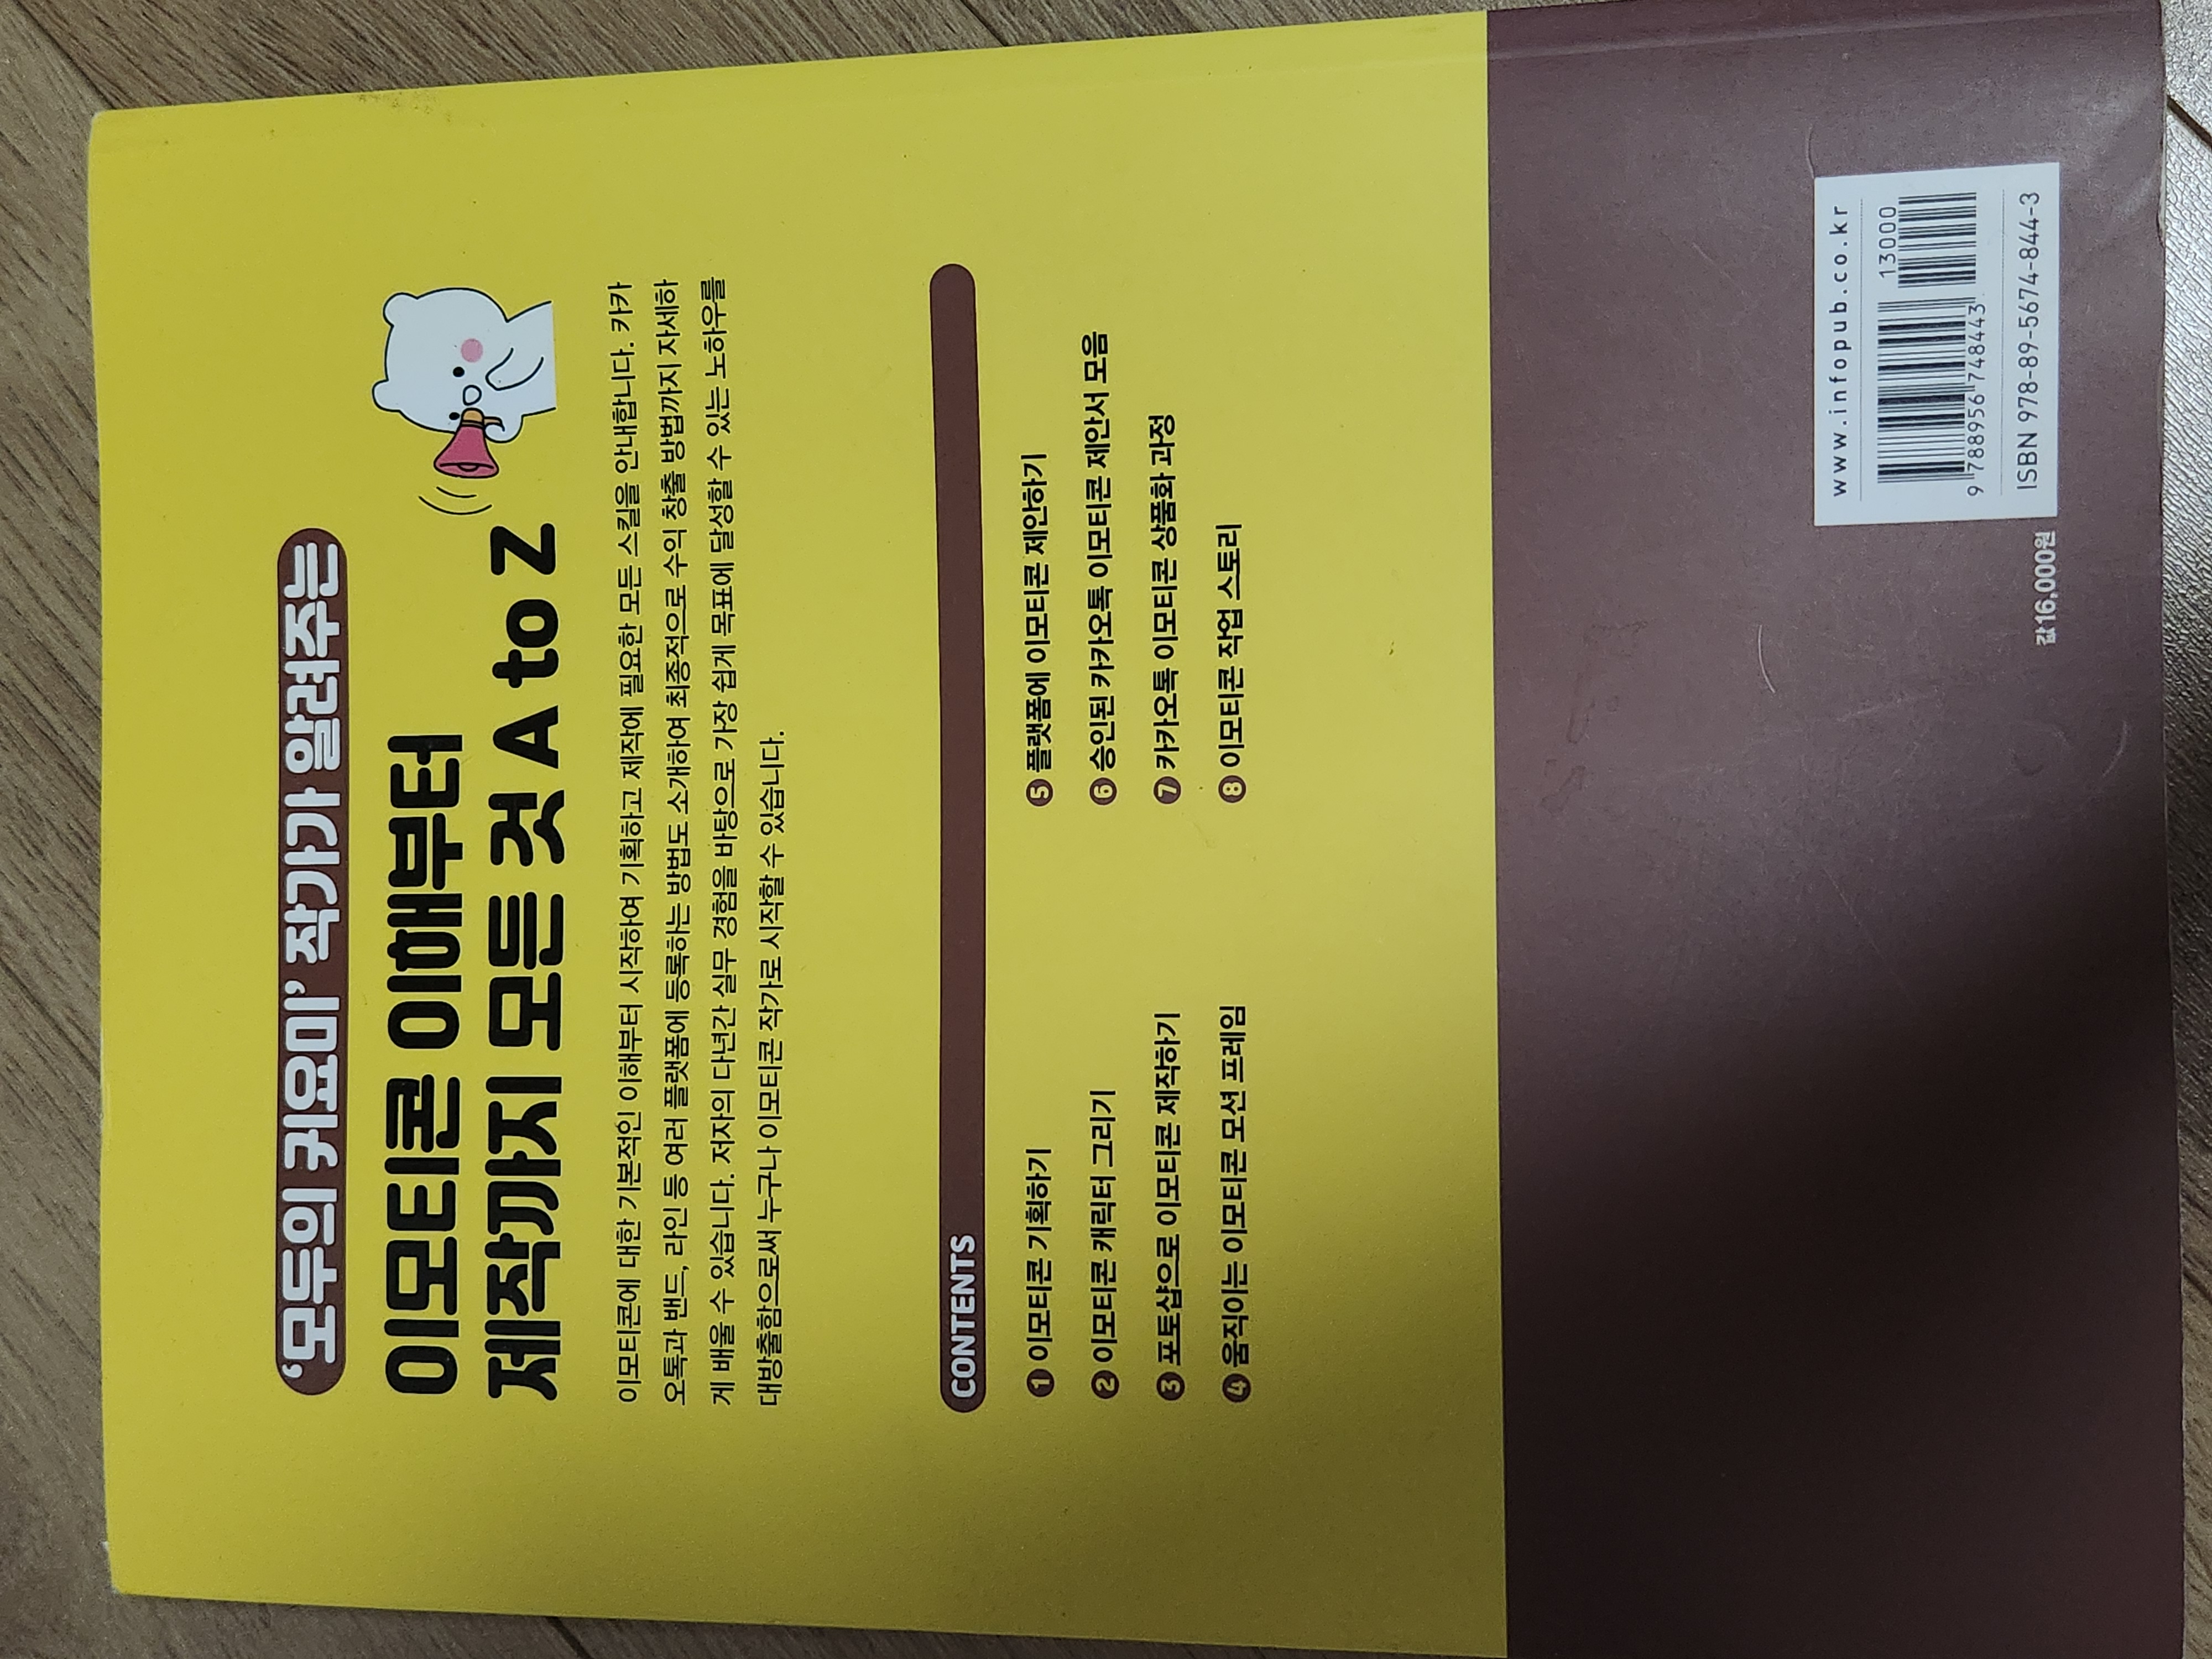 '모두의 귀요미' 작가가 알려주는
이모티콘 이해부터
제작까지 모든 것 A to Z
이모티콘에 대한 기본적인 이해부터 시작하여 기획하고 제작에 필요한 모든 스킬을 안내합니다. 카카
오톡과 밴드, 라인 등 여러 플랫폼에 등록하는 방법도 소개하여 최종적으로 수익 창출 방법까지 자세하
게 배울 수 있습니다. 저자의 다년간 실무 경험을 바탕으로 가장 쉽게 목표에 달성할 수 있는 노하우를
대방출함으로써 누구나 이모티콘 작가로 시작할 수 있습니다.
CONTENTS
1 이모티콘 기획하기
2 이모티콘 캐릭터 그리기
3 포토샵으로 이모티콘 제작하기
4 움직이는 이모티콘 모션 프레임
5 플랫폼에 이모티콘 제안하기
6 승인된 카카오톡 이모티콘 제안서 모음
7 카카오톡 이모티콘 상품화 과정
8 이모티콘 작업 스토리
www.infopub.co.kr
13000
9 788956 748443
ISBN 978-89-5674-844-3
값 16,000원